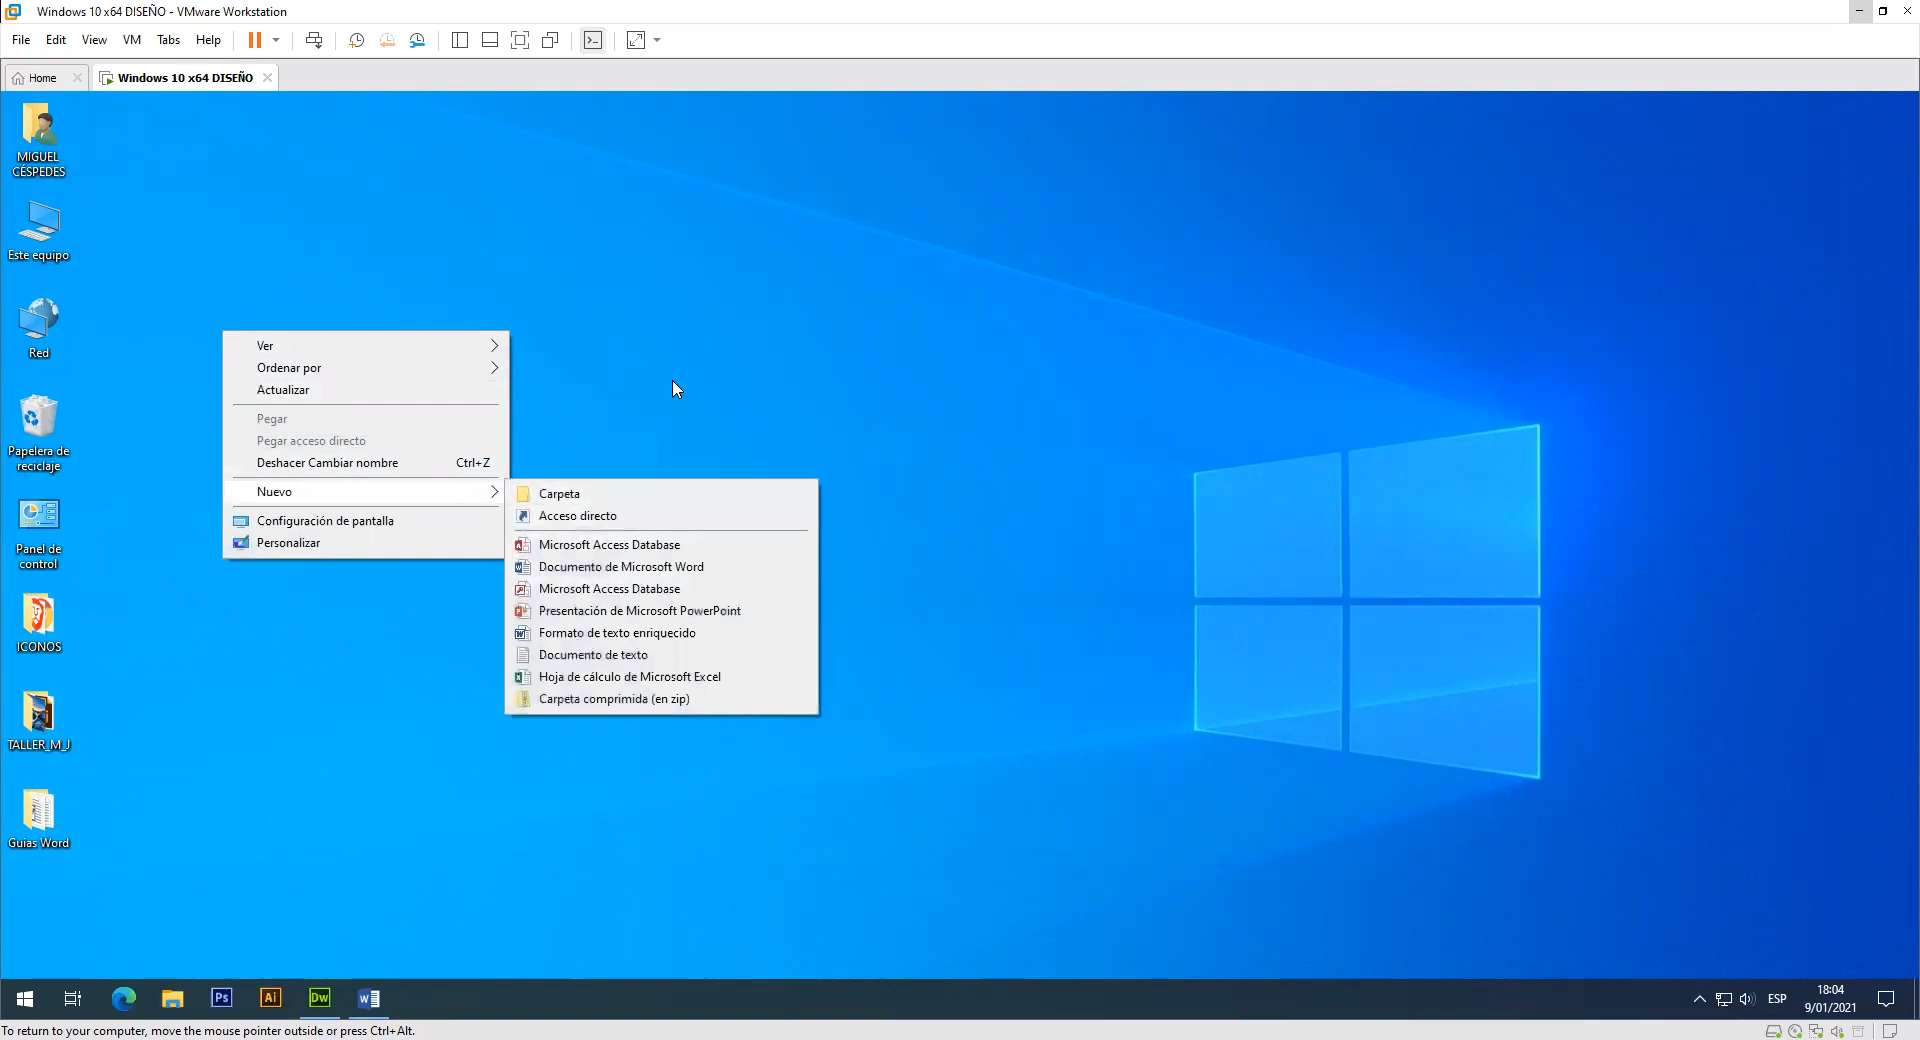 Windows 10 x64 DISEÑO - VMware Workstation
File Edit View VM Tabs Help
Home
Windows 10 x64 DISEÑO
MIGUEL
CÉSPEDES
Este equipo
Red
Papelera de
reciclaje
Panel de
control
ICONOS
TALLER_M_J
Guias Word
Ver
Ordenar por
Actualizar
Pegar
Pegar acceso directo
Deshacer Cambiar nombre Ctrl+Z
Nuevo
Configuración de pantalla
Personalizar
Carpeta
Acceso directo
Microsoft Access Database
Documento de Microsoft Word
Microsoft Access Database
Presentación de Microsoft PowerPoint
Formato de texto enriquecido
Documento de texto
Hoja de cálculo de Microsoft Excel
Carpeta comprimida (en zip)
Ps Ai Dw W
ESP
18:04
9/01/2021
To return to your computer, move the mouse pointer outside or press Ctrl+Alt.